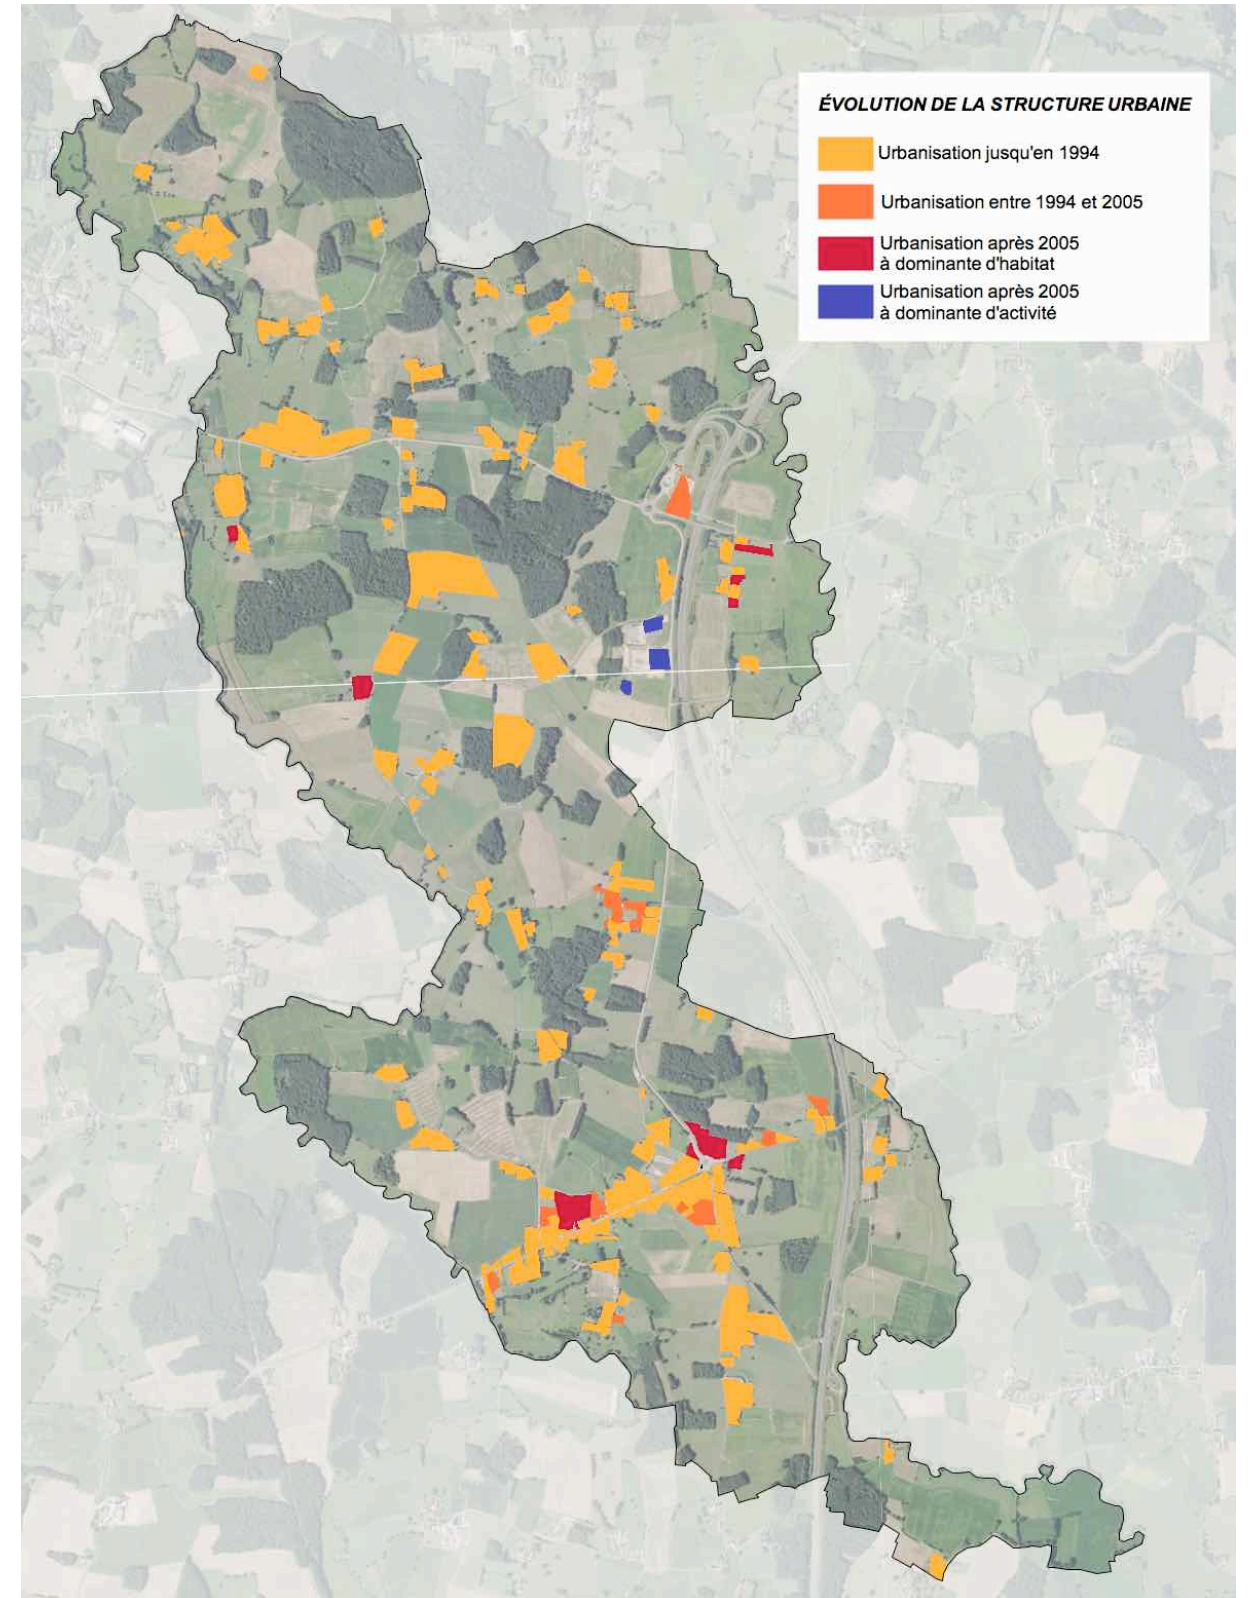 ÉVOLUTION DE LA STRUCTURE URBAINE
Urbanisation jusqu'en 1994
Urbanisation entre 1994 et 2005
Urbanisation après 2005
à dominante d'habitat
Urbanisation après 2005
à dominante d'activité